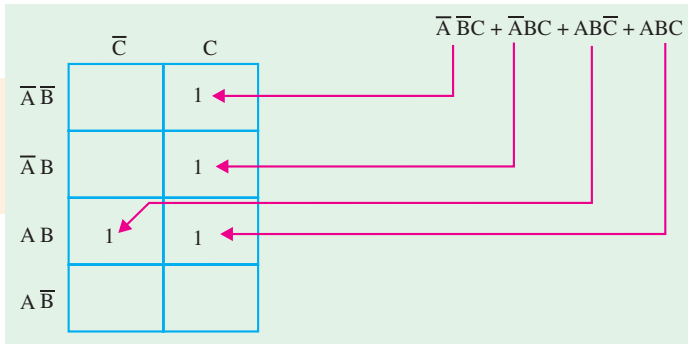 A̅ B̅C + A̅BC + ABC̅ + ABC
C̅ C
A̅ B̅ 1
A̅ B 1
A B 1 1
A B̅